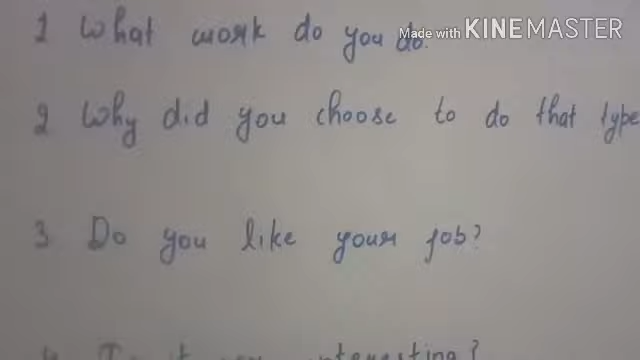 Made with KINEMASTER
1 What work do you do.
2 Why did you choose to do that type
3 Do you like your job?
interesting?